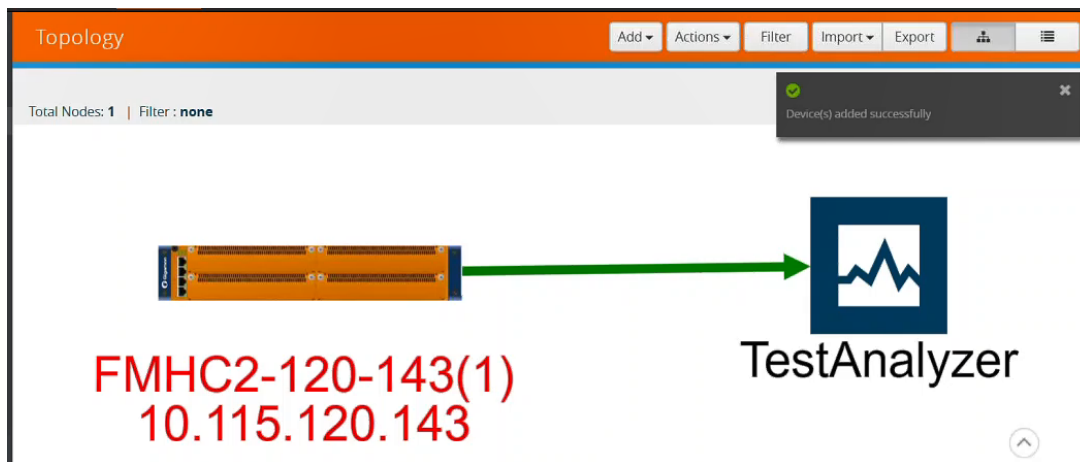 Topology
Add
Actions
Filter
Import
Export
Total Nodes: 1 | Filter : none
Device(s) added successfully
TestAnalyzer
FMHC2-120-143(1)
10.115.120.143